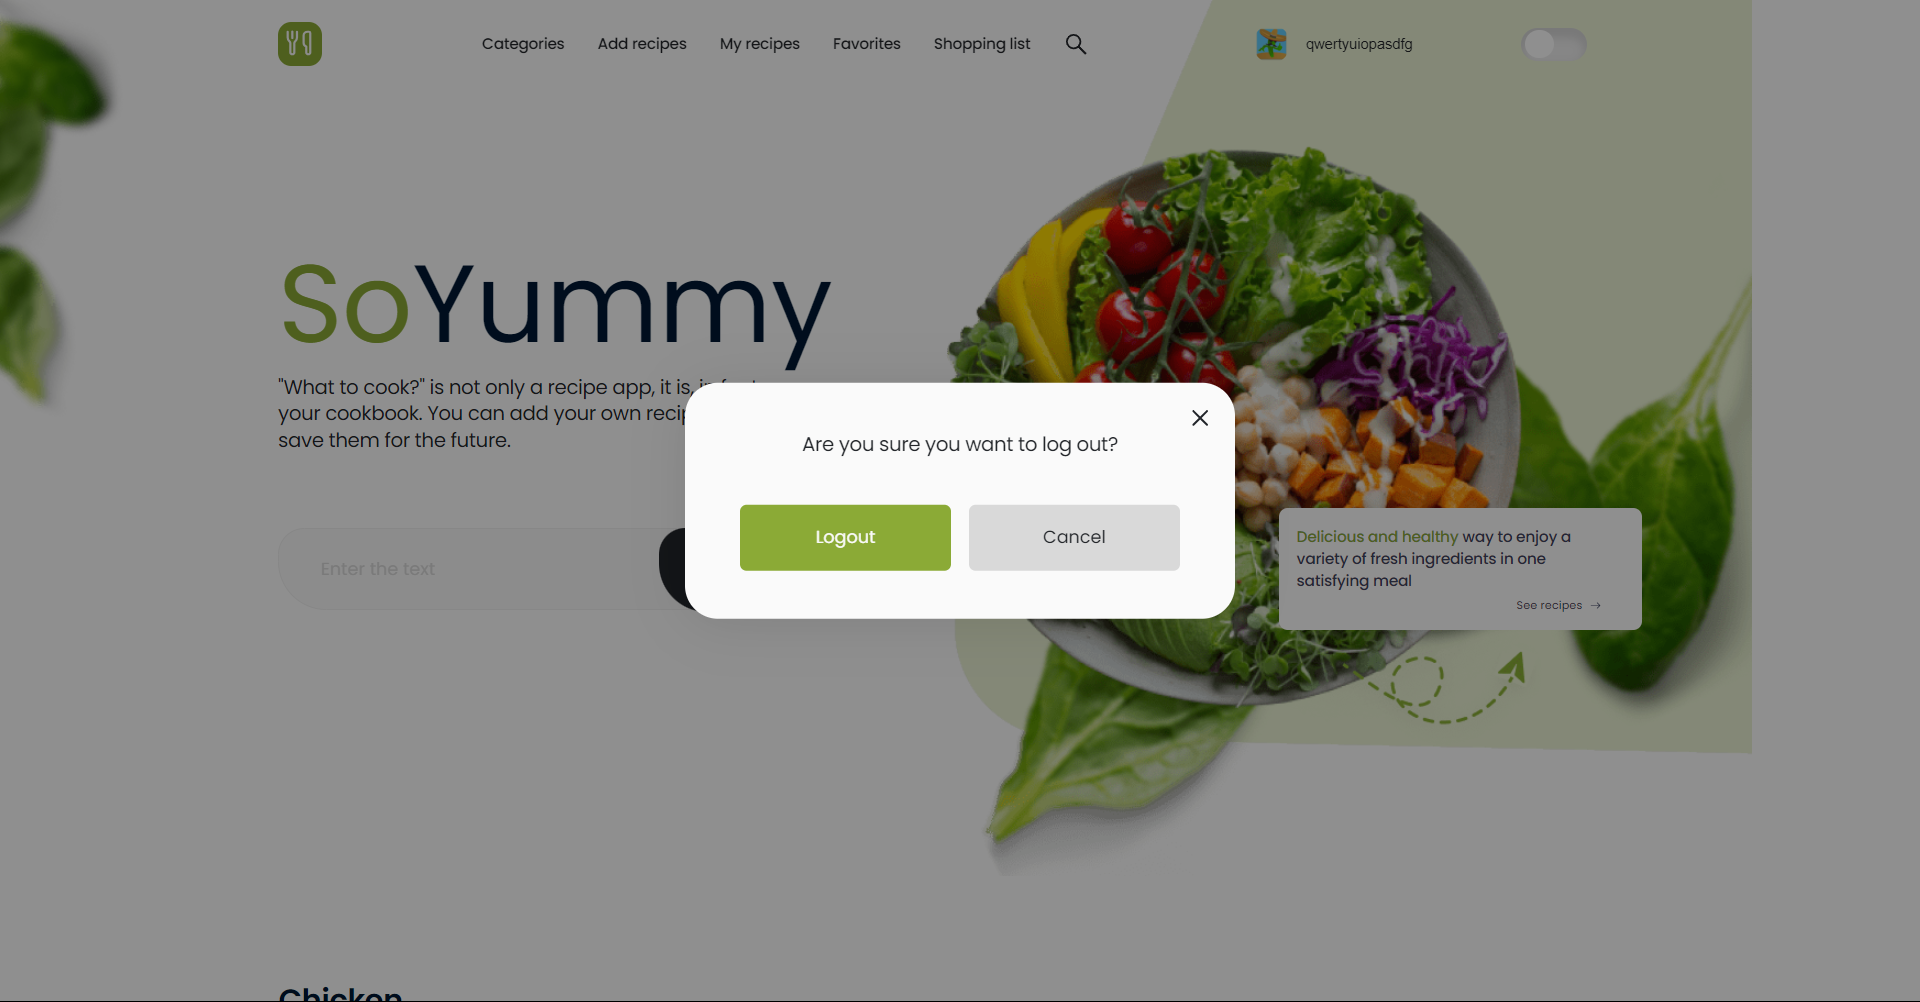 Categories
Add recipes
My recipes
Favorites
Shopping list
qwertyuiopasdfg
SoYummy
"What to cook?" is not only a recipe app, it is,
your cookbook. You can add your own
save them for the future.
Are you sure you want to log out?
Logout
Cancel
Enter the text
Delicious and healthy way to enjoy a
variety of fresh ingredients in one
satisfying meal
See recipes →
Chicken